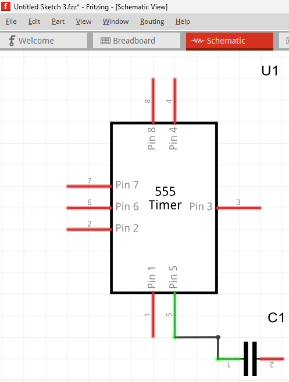 Untitled Sketch 3.fzz* - Fritzing - [Schematic View]
File Edit Part View Window Routing Help
Welcome Breadboard Schematic
U1
8 4
Pin 8 Pin 4
7 Pin 7
555
6 Pin 6 Timer Pin 3 3
2 Pin 2
Pin 1 Pin 5
1 5
C1
1 2